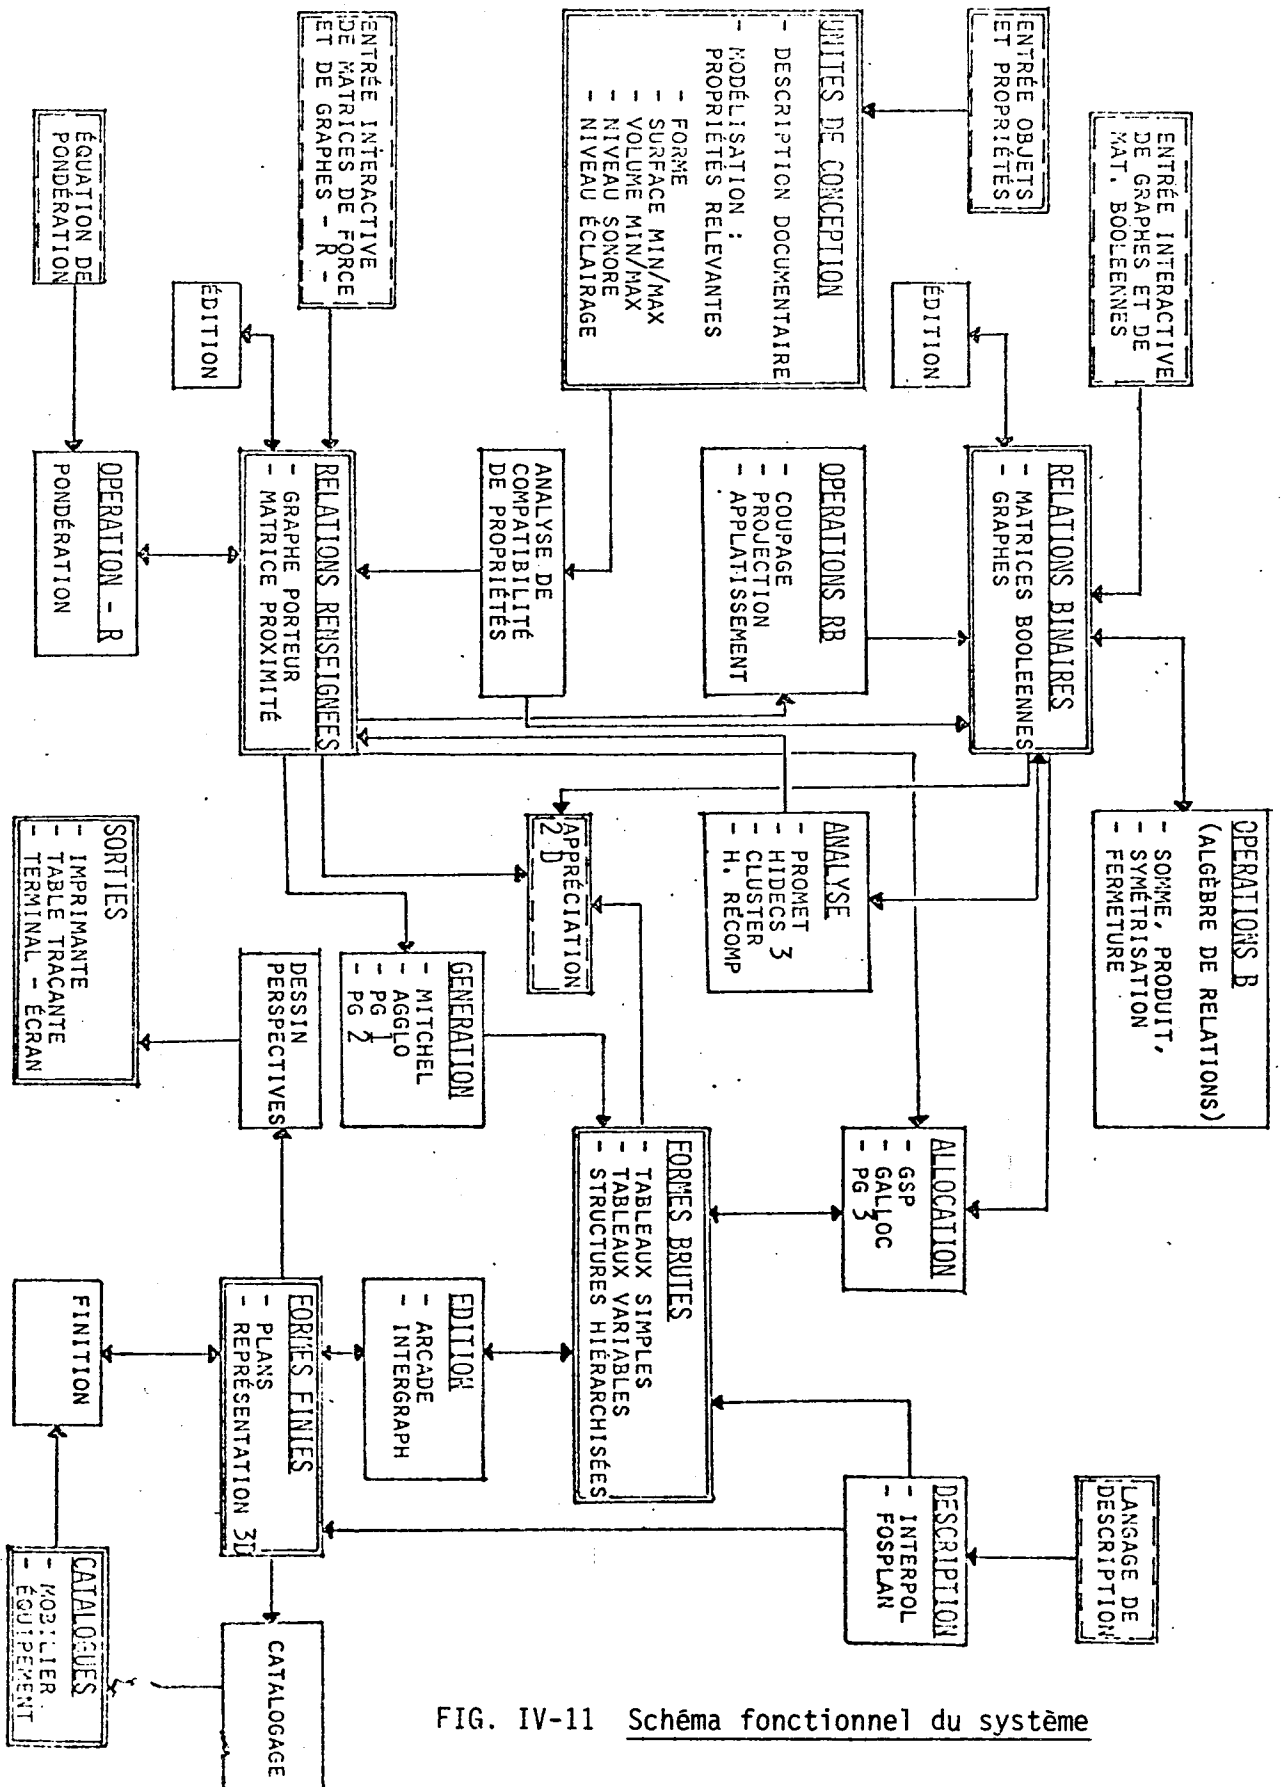 ENTRÉE INTERACTIVE
DE GRAPHES ET DE
MAT. BOOLEENNES
ENTRÉE OBJETS
ET PROPRIÉTÉS
UNITES DE CONCEPTION
- DESCRIPTION DOCUMENTAIRE
- MODÉLISATION :
PROPRIÉTÉS RELEVANTES
- FORME
- SURFACE MIN/MAX
- VOLUME MIN/MAX
- NIVEAU SONORE
- NIVEAU ÉCLAIRAGE
ENTRÉE INTERACTIVE
DE MATRICES DE FORCE
ET DE GRAPHES - R -
ÉQUATION DE
PONDÉRATION
ÉDITION
ÉDITION
RELATIONS BINAIRES
- MATRICES BOOLEENNES
- GRAPHES
OPERATIONS RB
- COUPAGE
- PROJECTION
- APPLATISSEMENT
ANALYSE DE
COMPATIBILITÉ
DE PROPRIÉTÉS
RELATIONS RENSEIGNEES
- GRAPHE PORTEUR
- MATRICE PROXIMITÉ
OPERATION - R
PONDÉRATION
OPERATIONS B
(ALGÈBRE DE RELATIONS)
- SOMME, PRODUIT,
- SYMÉTRISATION
- FERMETURE
ANALYSE
- PROMET
- HIDECS 3
- CLUSTER
- H. RÉCOMP
APPRÉCIATION
2 D
GENERATION
- MITCHEL
- AGGLO
- PG 1
- PG 2
DESSIN
PERSPECTIVES
SORTIES
- IMPRIMANTE
- TABLE TRAÇANTE
- TERMINAL - ÉCRAN
ALLOCATION
- GSP
- GALLOC
- PG 3
FORMES BRUTES
- TABLEAUX SIMPLES
- TABLEAUX VARIABLES
- STRUCTURES HIÉRARCHISÉES
EDITION
- ARCADE
- INTERGRAPH
FORMES FINIES
- PLANS
- REPRÉSENTATION 3D
FINITION
LANGAGE DE
DESCRIPTION
DESCRIPTION
- INTERPOL
- FOSPLAN
CATALOGAGE
CATALOGUES
- MOBILIER
- ÉQUIPEMENT
FIG. IV-11 Schéma fonctionnel du système